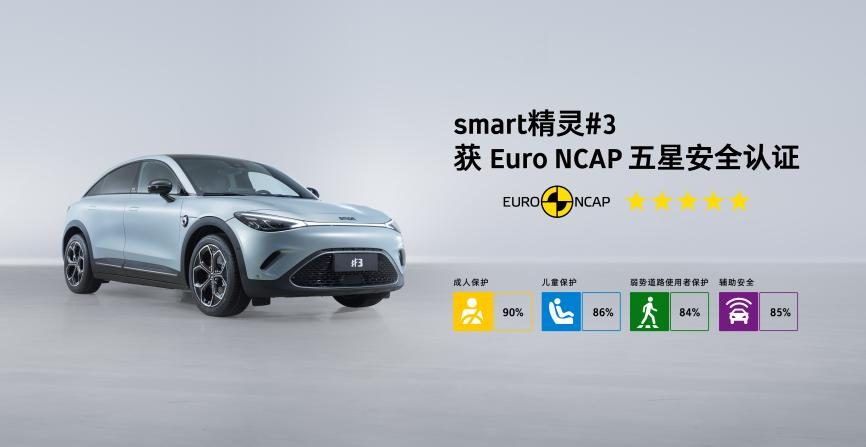 smart精灵#3
获 Euro NCAP 五星安全认证
EURO NCAP
成人保护 儿童保护 弱势道路使用者保护 辅助安全
90% 86% 84% 85%
smart
#3